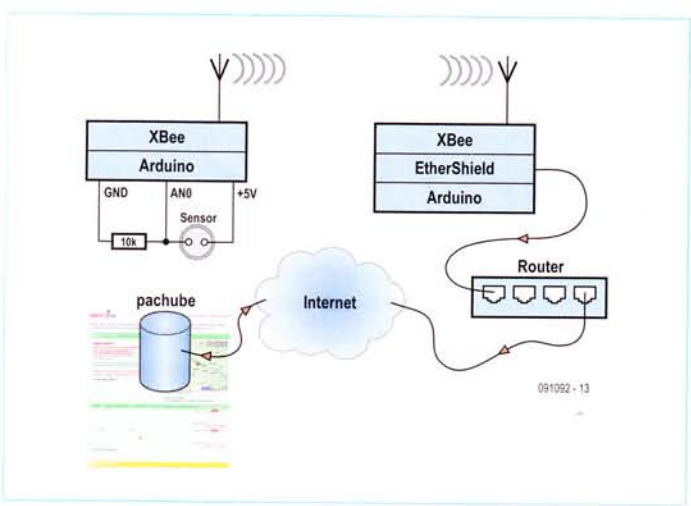 XBee
Arduino
GND
AN0
+5V
Sensor
10k
XBee
EtherShield
Arduino
Router
pachube
Internet
091092 - 13